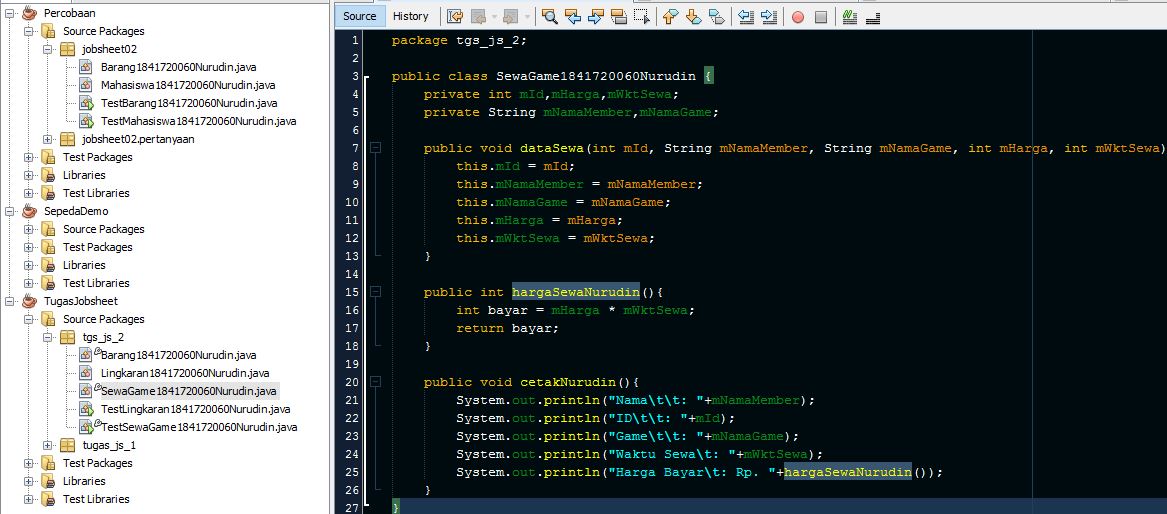 Percobaan
Source Packages
jobsheet02
Barang1841720060Nurudin.java
Mahasiswa1841720060Nurudin.java
TestBarang1841720060Nurudin.java
TestMahasiswa1841720060Nurudin.java
jobsheet02.pertanyaan
Test Packages
Libraries
Test Libraries
SepedaDemo
Source Packages
Test Packages
Libraries
Test Libraries
TugasJobsheet
Source Packages
tgs_js_2
Barang1841720060Nurudin.java
Lingkaran1841720060Nurudin.java
SewaGame1841720060Nurudin.java
TestLingkaran1841720060Nurudin.java
TestSewaGame1841720060Nurudin.java
tugas_js_1
Test Packages
Libraries
Test Libraries
Source History
1 package tgs_js_2;
2
3 public class SewaGame1841720060Nurudin {
4 private int mId,mHarga,mWktSewa;
5 private String mNamaMember,mNamaGame;
6
7 public void dataSewa(int mId, String mNamaMember, String mNamaGame, int mHarga, int mWktSewa)
8 this.mId = mId;
9 this.mNamaMember = mNamaMember;
10 this.mNamaGame = mNamaGame;
11 this.mHarga = mHarga;
12 this.mWktSewa = mWktSewa;
13 }
14
15 public int hargaSewaNurudin(){
16 int bayar = mHarga * mWktSewa;
17 return bayar;
18 }
19
20 public void cetakNurudin(){
21 System.out.println("Nama\t\t: "+mNamaMember);
22 System.out.println("ID\t\t: "+mId);
23 System.out.println("Game\t\t: "+mNamaGame);
24 System.out.println("Waktu Sewa\t: "+mWktSewa);
25 System.out.println("Harga Bayar\t: Rp. "+hargaSewaNurudin());
26 }
27 }